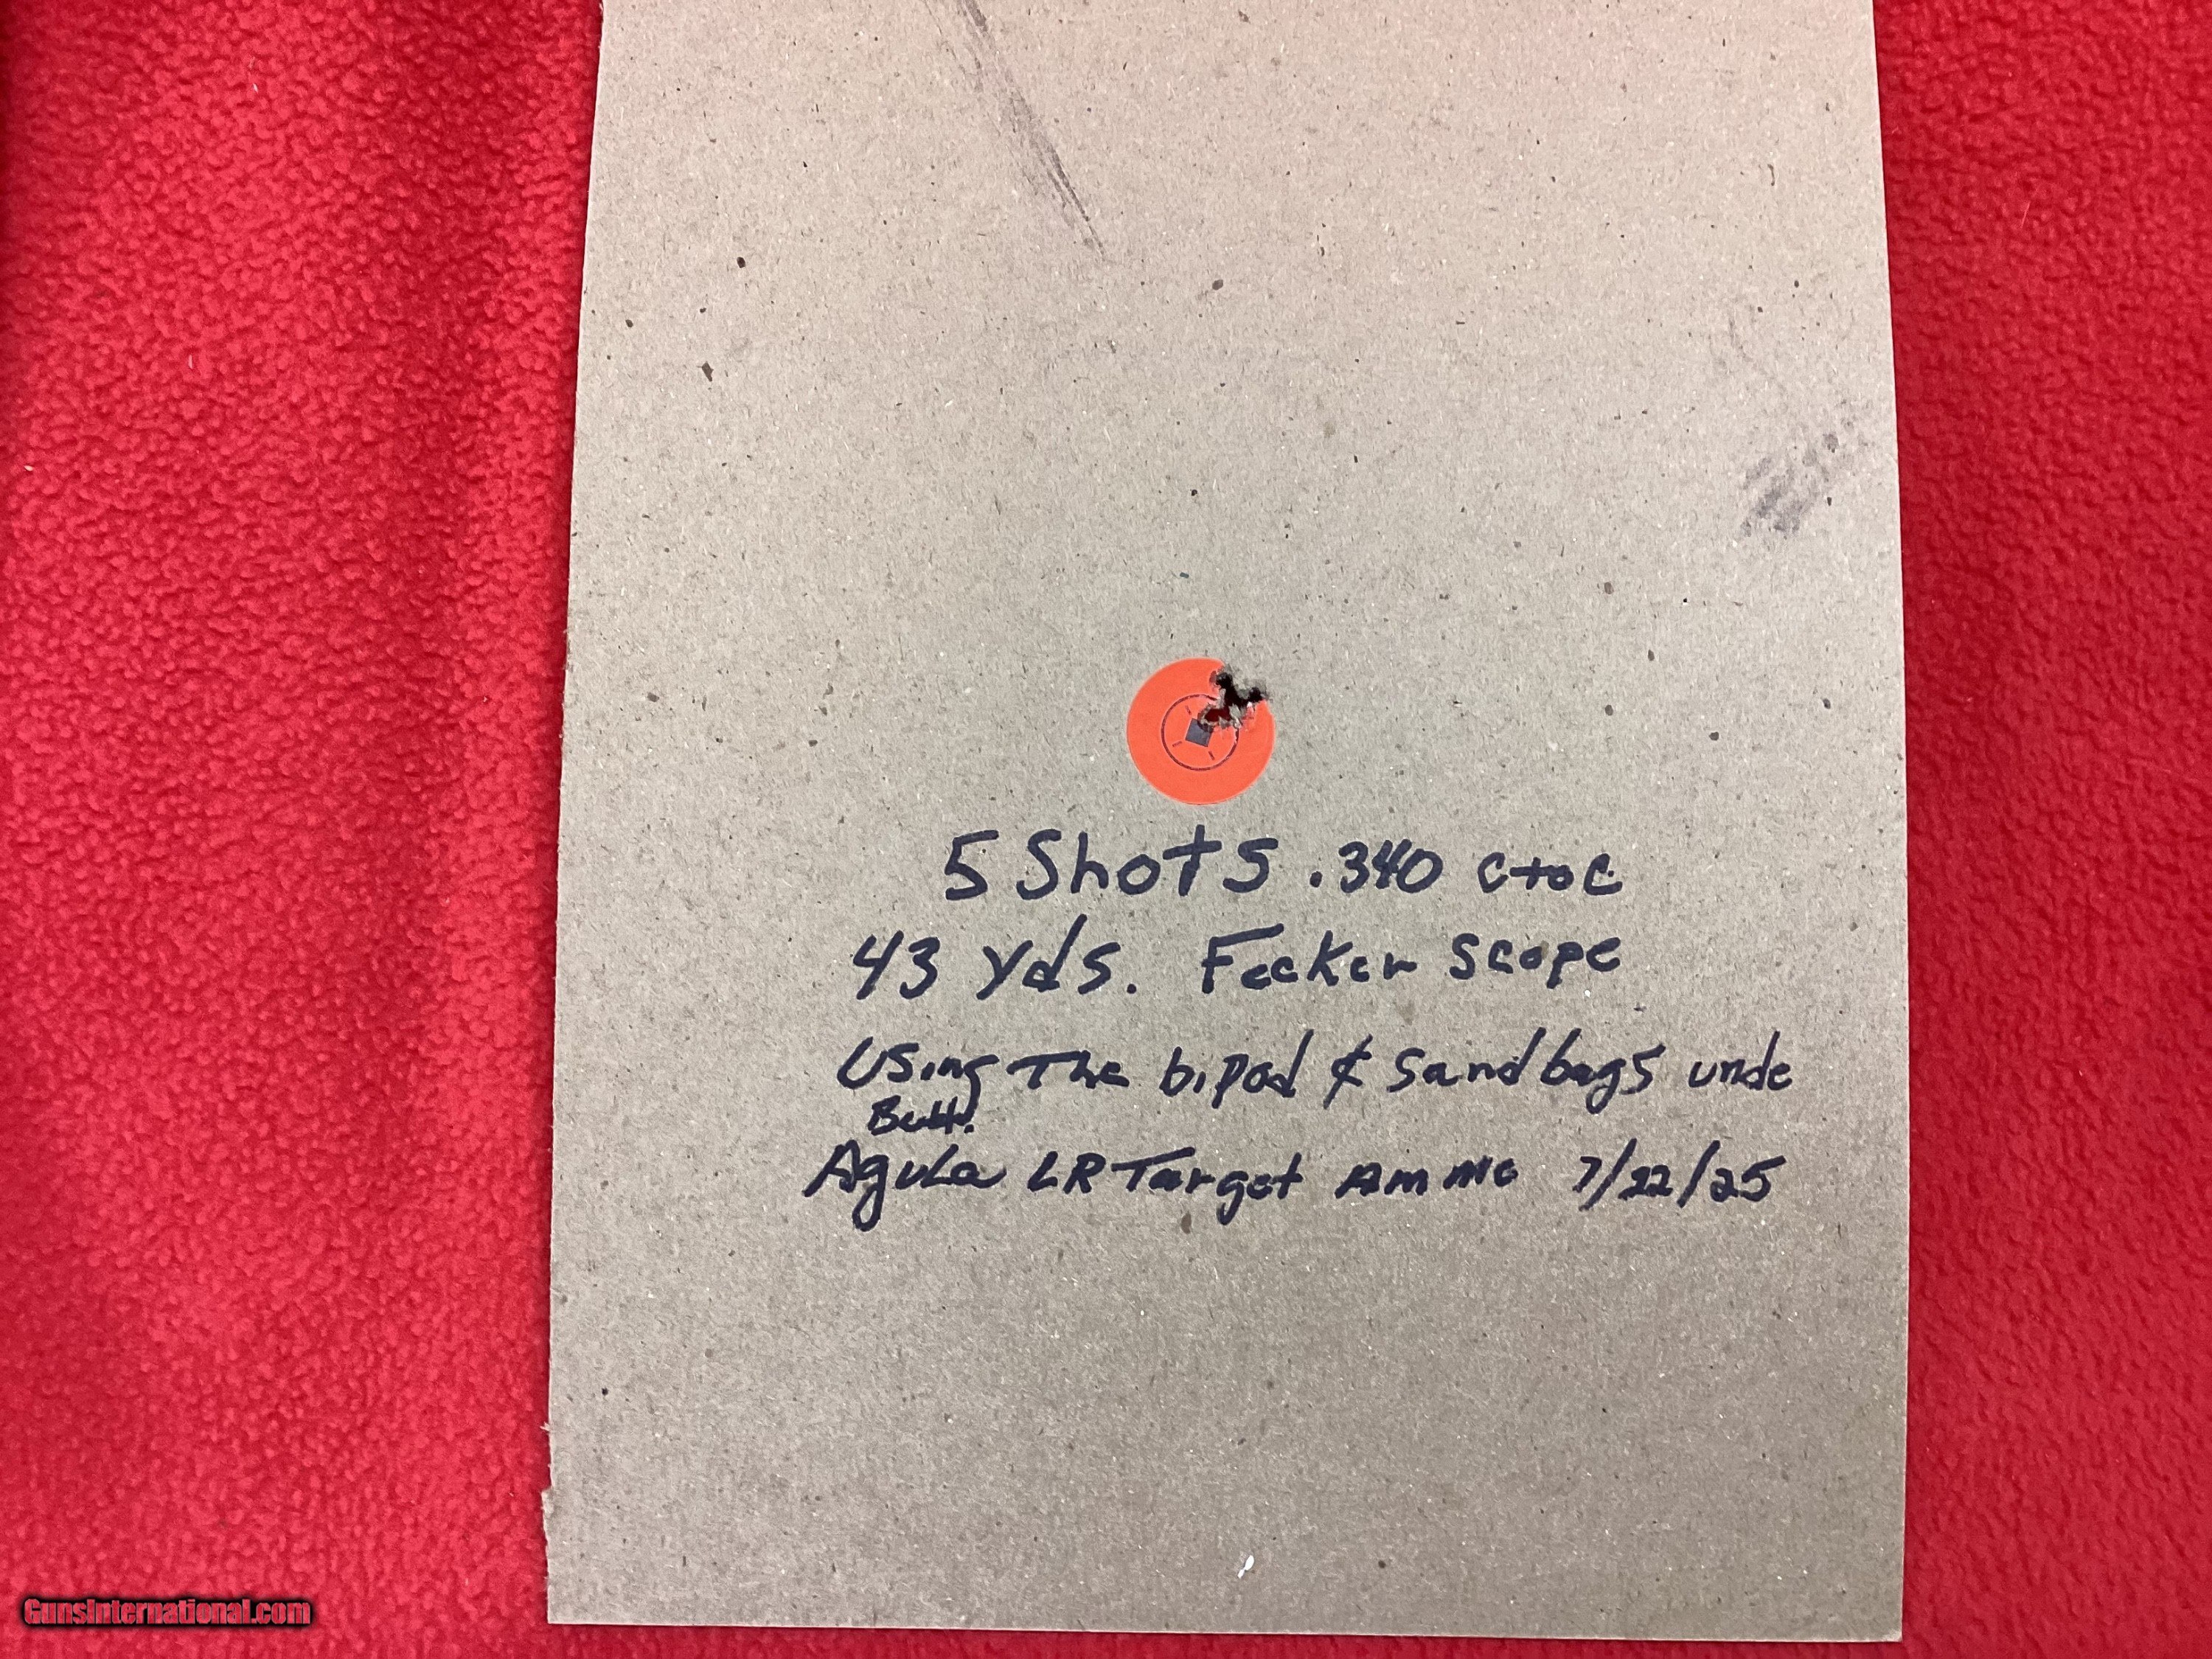 5 Shots .340 CtoC
43 Yds. Fecker Scope
Using The bipod & Sandbags unde
Butt.
Agula LR Target Ammo 7/22/25
GunsInternational.com